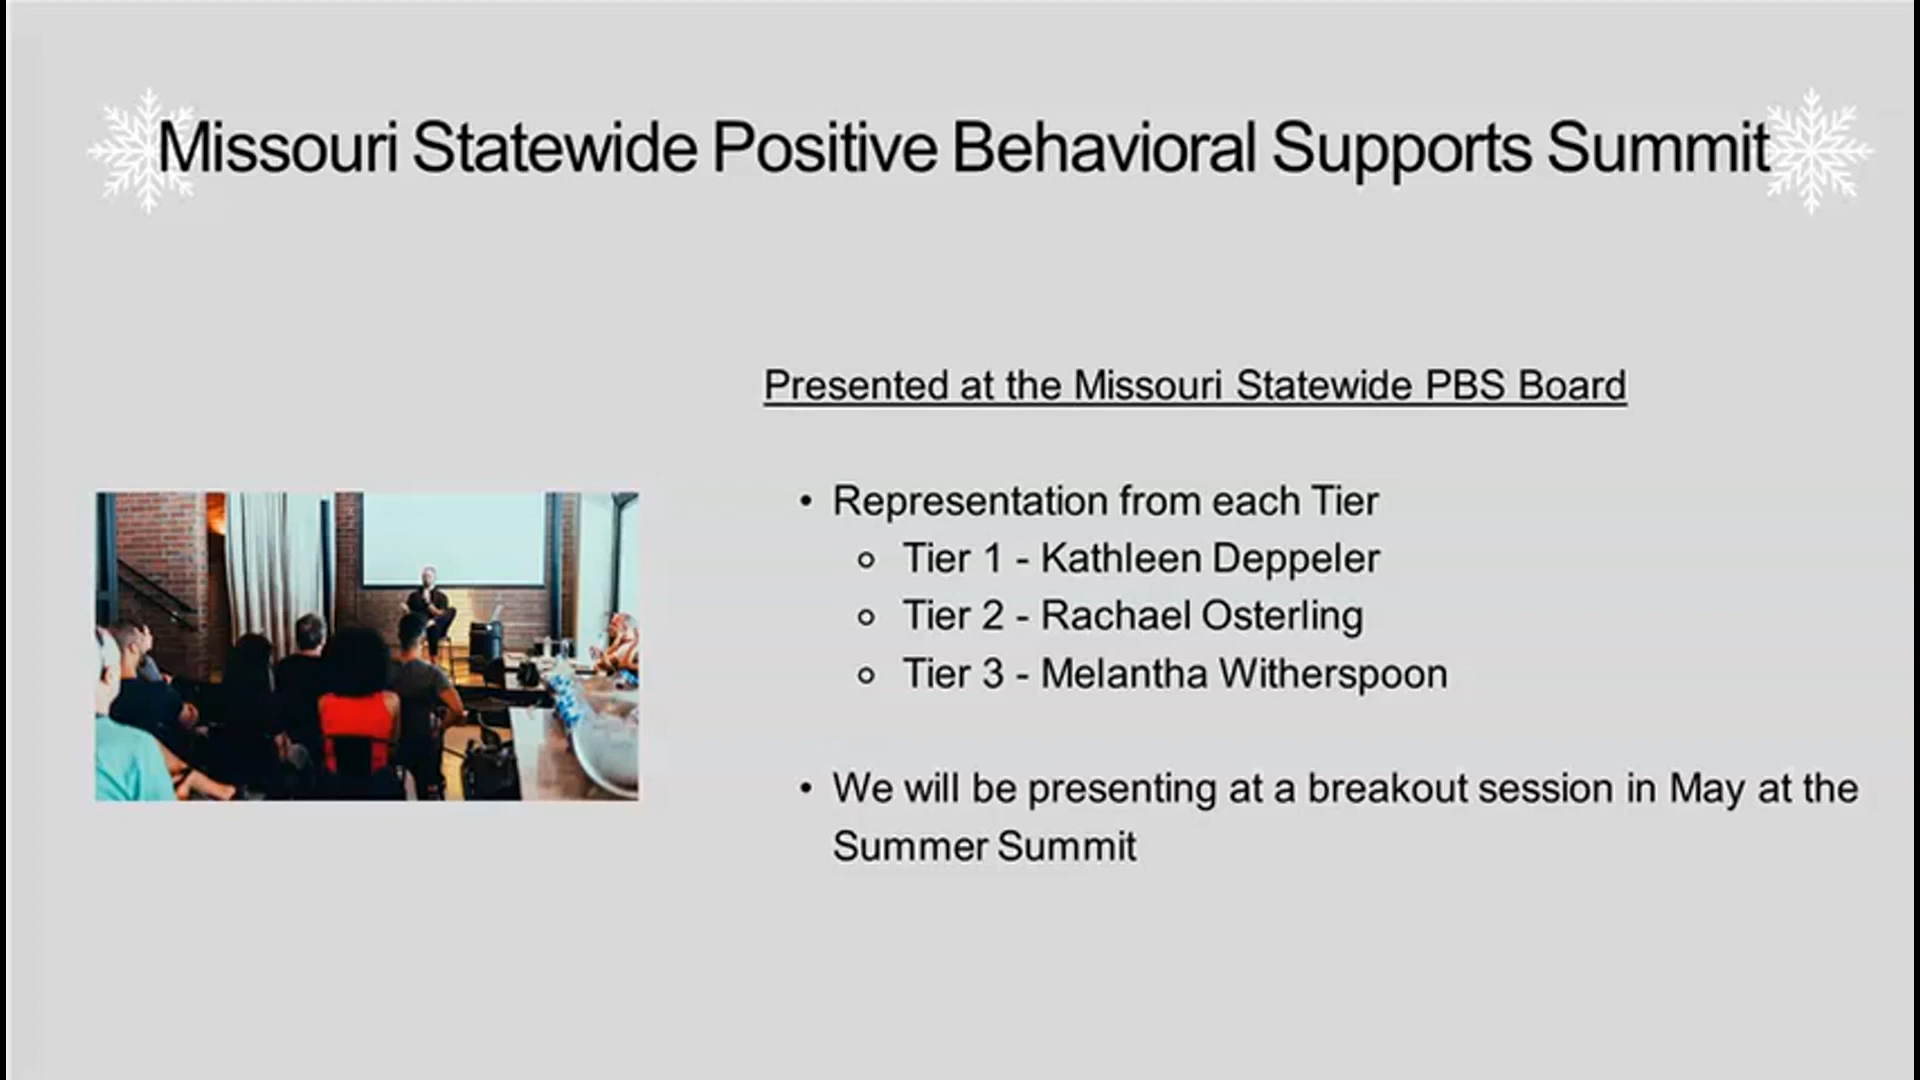 Missouri Statewide Positive Behavioral Supports Summit
Presented at the Missouri Statewide PBS Board
• Representation from each Tier
o Tier 1 - Kathleen Deppeler
o Tier 2 - Rachael Osterling
o Tier 3 - Melantha Witherspoon
• We will be presenting at a breakout session in May at the
Summer Summit